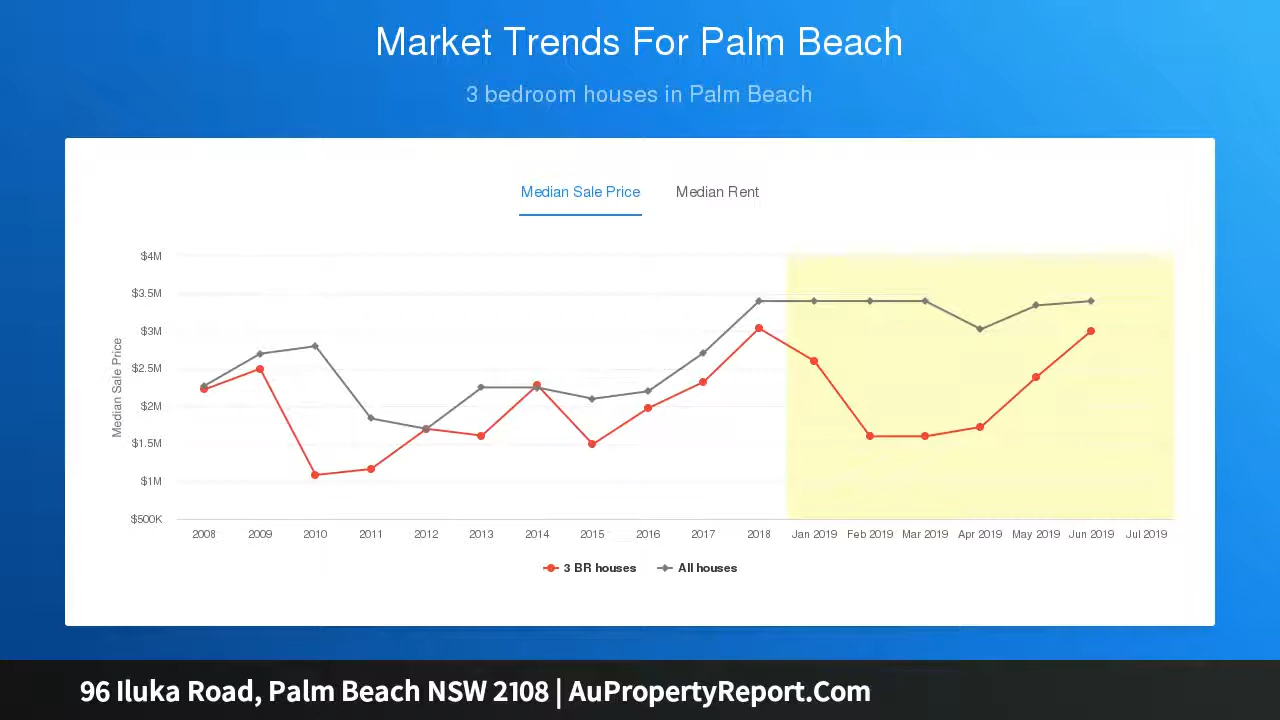 Market Trends For Palm Beach
3 bedroom houses in Palm Beach
Median Sale Price Median Rent
Median Sale Price
$4M
$3.5M
$3M
$2.5M
$2M
$1.5M
$1M
$500K
2008 2009 2010 2011 2012 2013 2014 2015 2016 2017 2018 Jan 2019 Feb 2019 Mar 2019 Apr 2019 May 2019 Jun 2019 Jul 2019
3 BR houses All houses
96 Iluka Road, Palm Beach NSW 2108 | AuPropertyReport.Com